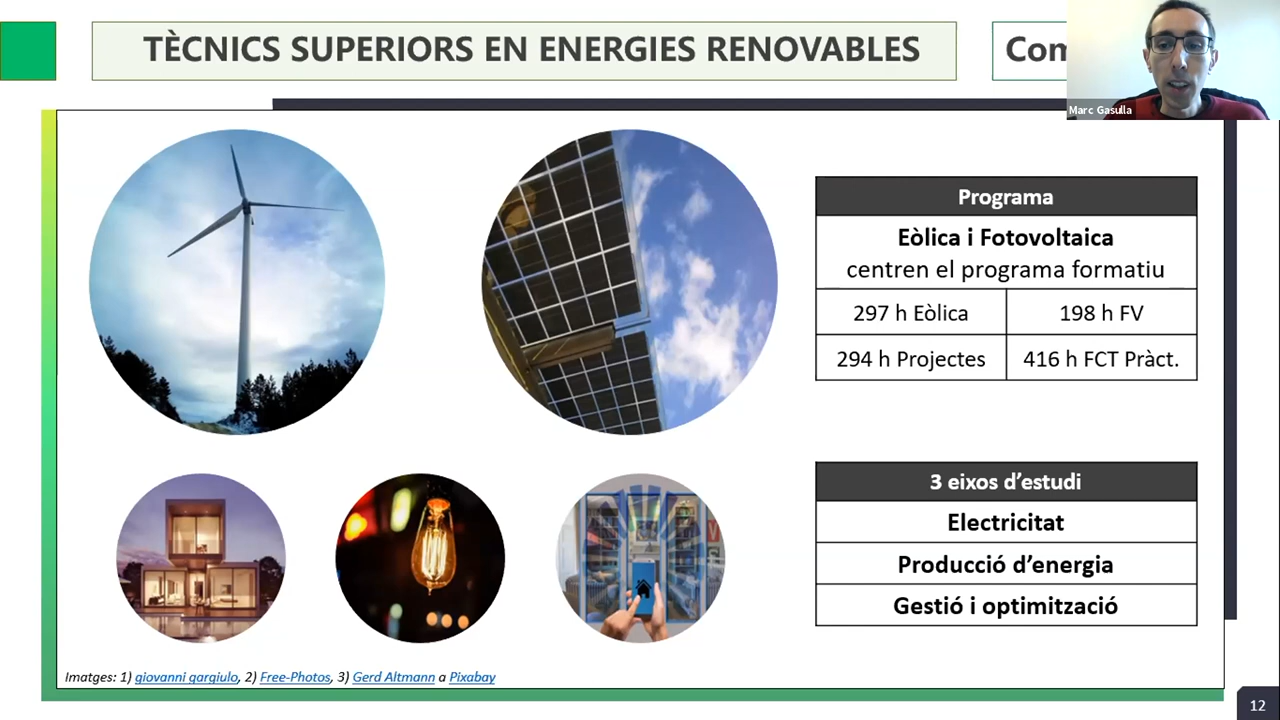 TÈCNICS SUPERIORS EN ENERGIES RENOVABLES
Marc Gasulla
Programa
Eòlica i Fotovoltaica
centren el programa formatiu
297 h Eòlica
198 h FV
294 h Projectes
416 h FCT Pràct.
3 eixos d'estudi
Electricitat
Producció d'energia
Gestió i optimització
Imatges: 1) giovanni gargiulo, 2) Free-Photos, 3) Gerd Altmann a Pixabay
12